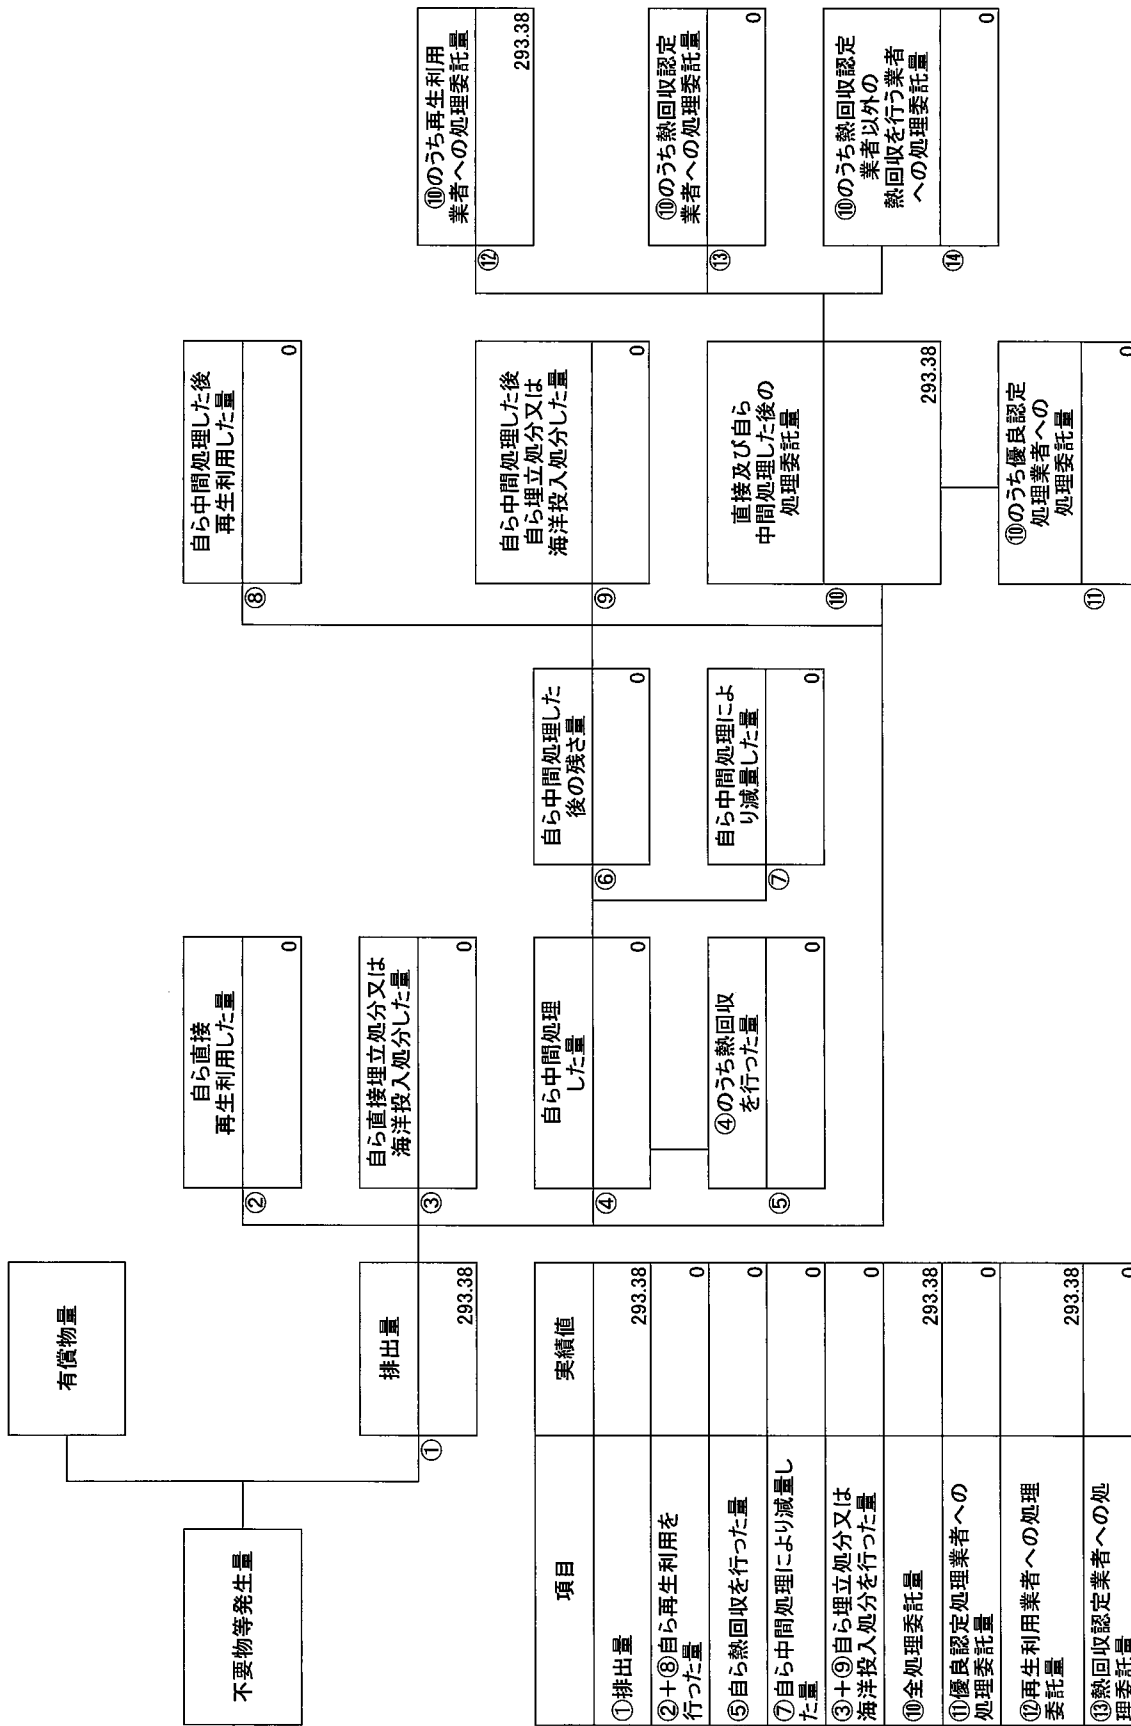 有償物量
不要物等発生量
排出量
①
293.38
自ら直接
再生利用した量
②
0
自ら直接埋立処分又は
海洋投入処分した量
③
0
自ら中間処理
した量
④
0
④のうち熱回収
を行った量
⑤
0
自ら中間処理した
後の残さ量
⑥
0
自ら中間処理によ
り減量した量
⑦
0
自ら中間処理した後
再生利用した量
⑧
0
自ら中間処理した後
自ら埋立処分又は
海洋投入処分した量
⑨
0
直接及び自ら
中間処理した後の
処理委託量
⑩
293.38
⑩のうち優良認定
処理業者への
処理委託量
⑪
0
⑩のうち再生利用
業者への処理委託量
⑫
293.38
⑩のうち熱回収認定
業者への処理委託量
⑬
0
⑩のうち熱回収認定
業者以外の
熱回収を行う業者
への処理委託量
⑭
0
項目 実績値
①排出量 293.38
②+⑧自ら再生利用を
行った量 0
⑤自ら熱回収を行った量 0
⑦自ら中間処理により減量し
た量 0
③+⑨自ら埋立処分又は
海洋投入処分を行った量 0
⑩全処理委託量 293.38
⑪優良認定処理業者への
処理委託量 0
⑫再生利用業者への処理
委託量 293.38
⑬熱回収認定業者への処
理委託量 0